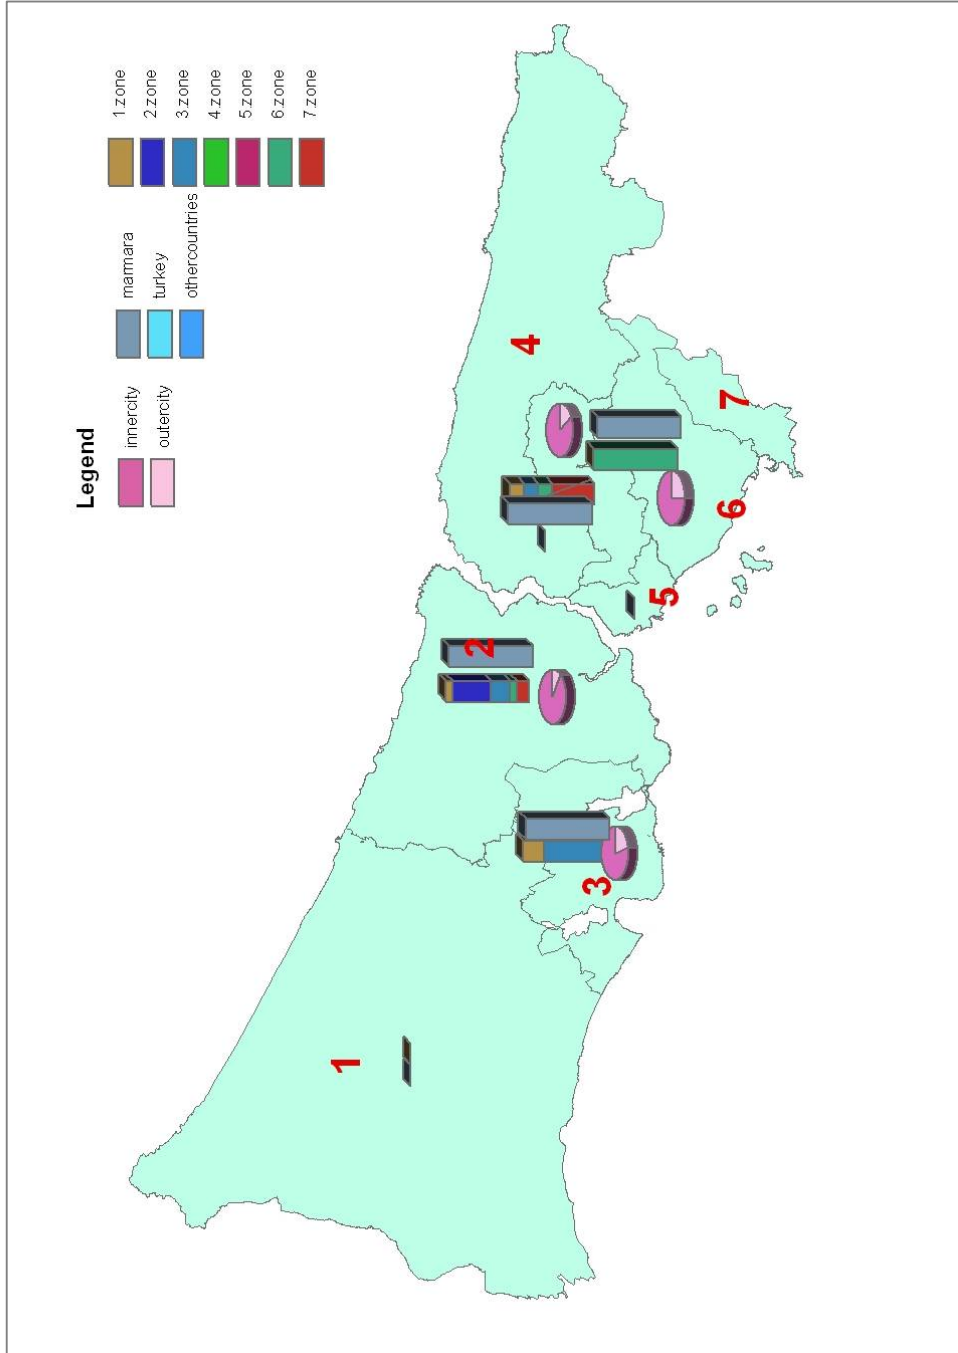 Legend
innercity
outercity
marmara
turkey
othercountries
1.zone
2.zone
3.zone
4.zone
5.zone
6.zone
7.zone
1
2
3
4
5
6
7